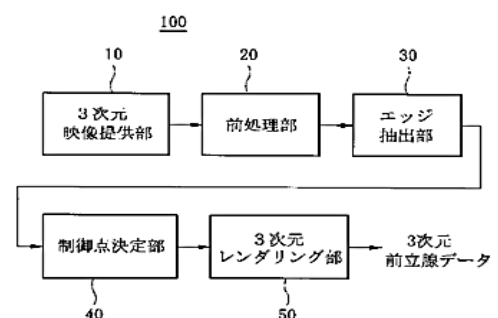 100
10
20
30
3次元
映像提供部
前処理部
エッジ
抽出部
制御点決定部
3次元
レンダリング部
3次元
前立腺データ
40
50